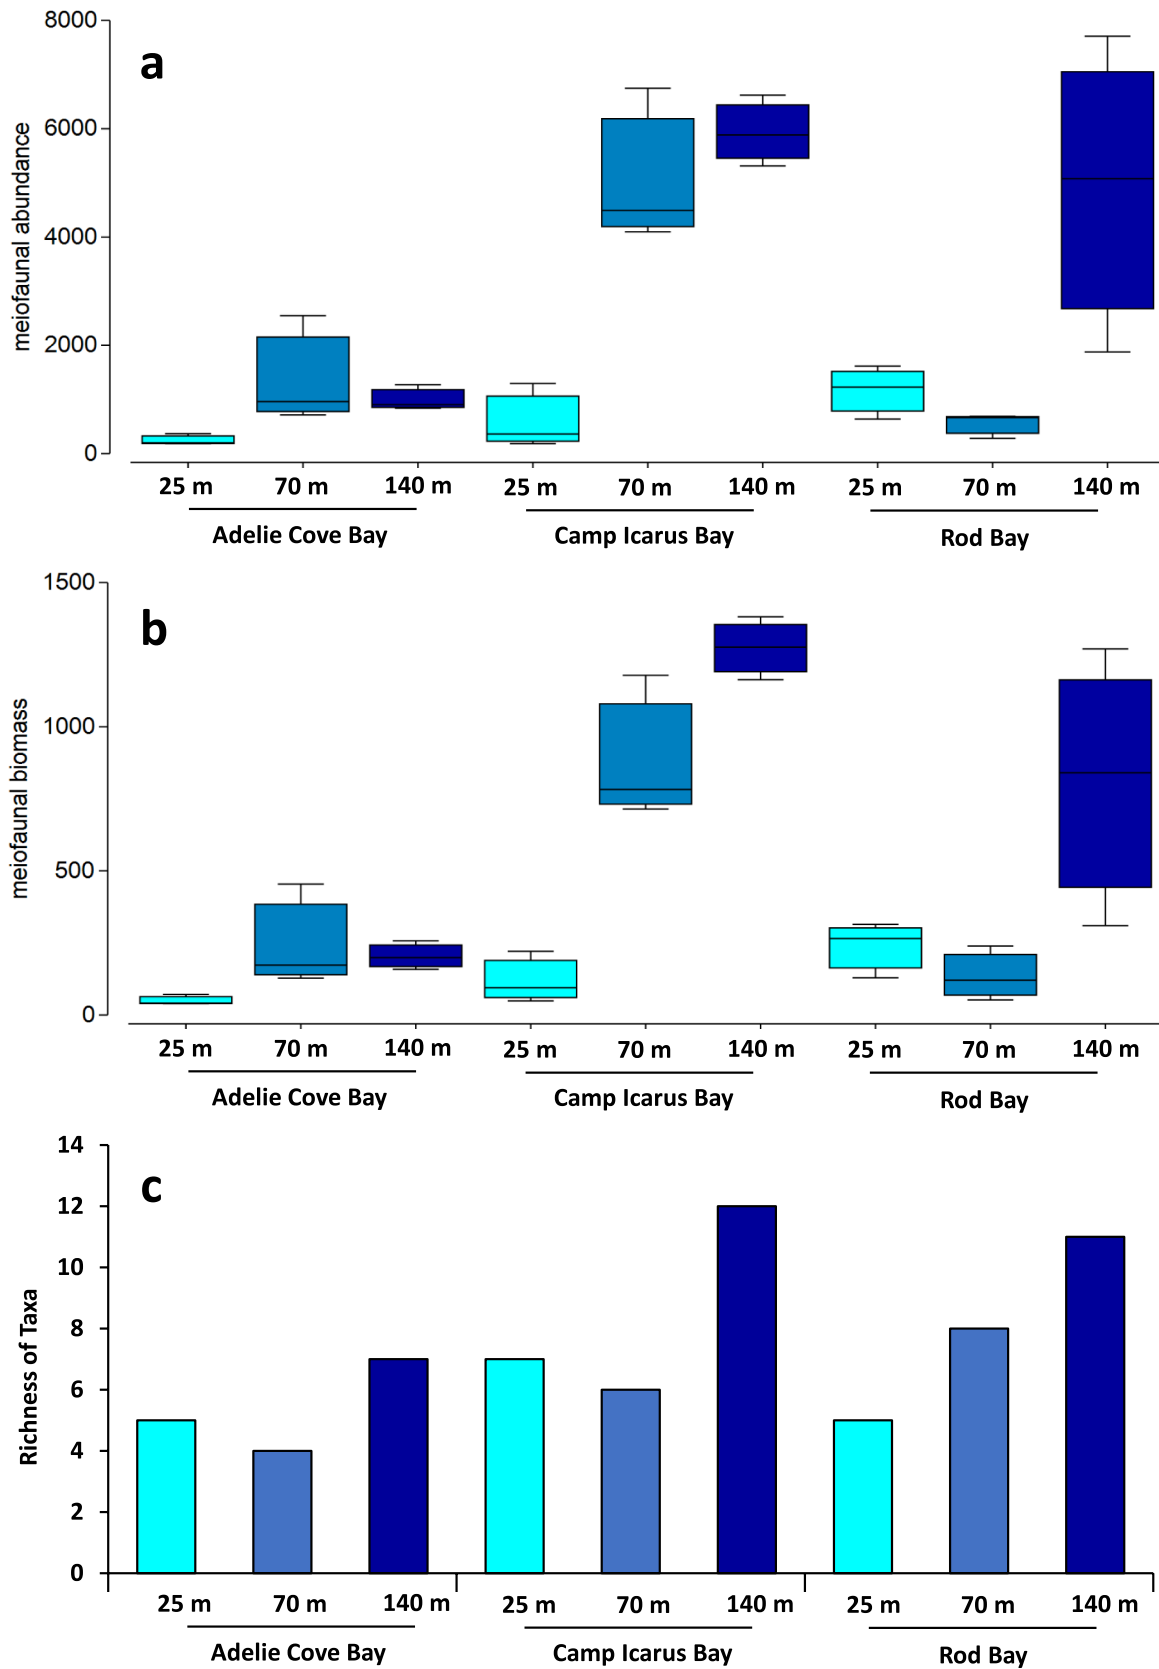 a
meiofaunal abundance
8000
6000
4000
2000
0
25 m 70 m 140 m 25 m 70 m 140 m 25 m 70 m 140 m
Adelie Cove Bay Camp Icarus Bay Rod Bay
b
meiofaunal biomass
1500
1000
500
0
25 m 70 m 140 m 25 m 70 m 140 m 25 m 70 m 140 m
Adelie Cove Bay Camp Icarus Bay Rod Bay
c
Richness of Taxa
14
12
10
8
6
4
2
0
25 m 70 m 140 m 25 m 70 m 140 m 25 m 70 m 140 m
Adelie Cove Bay Camp Icarus Bay Rod Bay